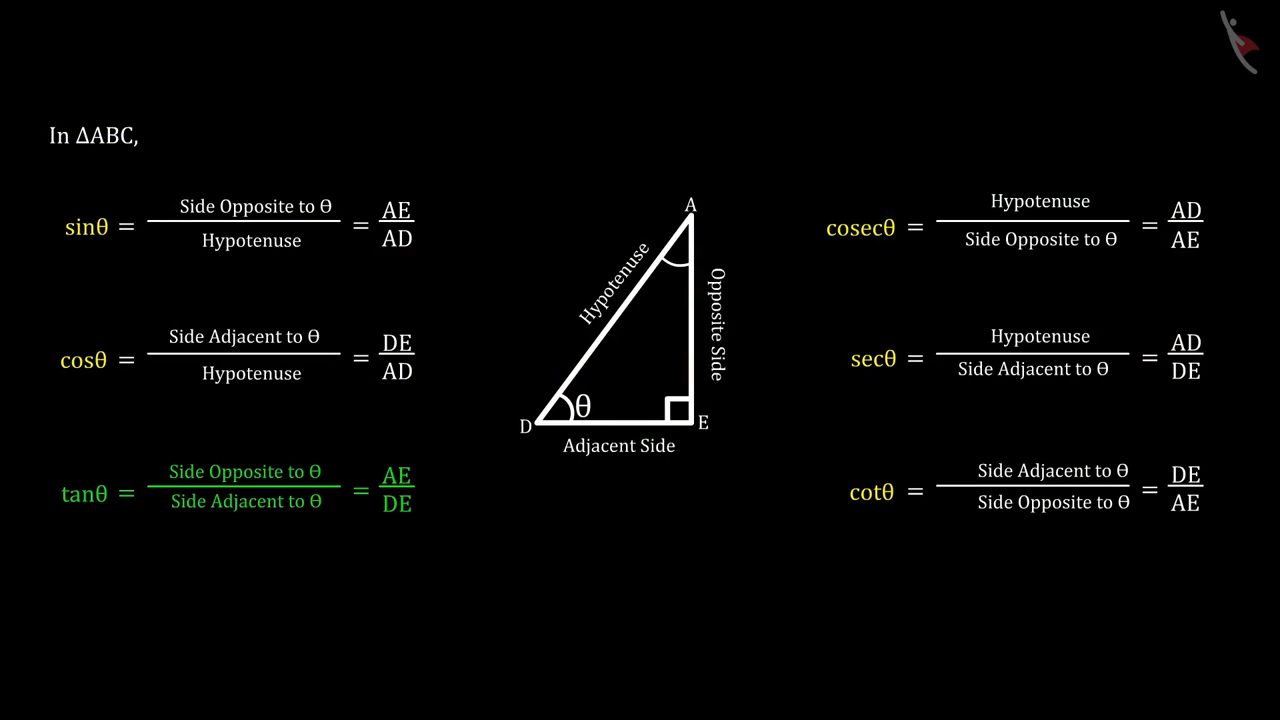 In ΔABC,
sinθ = Side Opposite to Ө / Hypotenuse = AE / AD
cosθ = Side Adjacent to Ө / Hypotenuse = DE / AD
tanθ = Side Opposite to Ө / Side Adjacent to Ө = AE / DE
A
Hypotenuse
Opposite Side
D
θ
E
Adjacent Side
cosecθ = Hypotenuse / Side Opposite to Ө = AD / AE
secθ = Hypotenuse / Side Adjacent to Ө = AD / DE
cotθ = Side Adjacent to Ө / Side Opposite to Ө = DE / AE